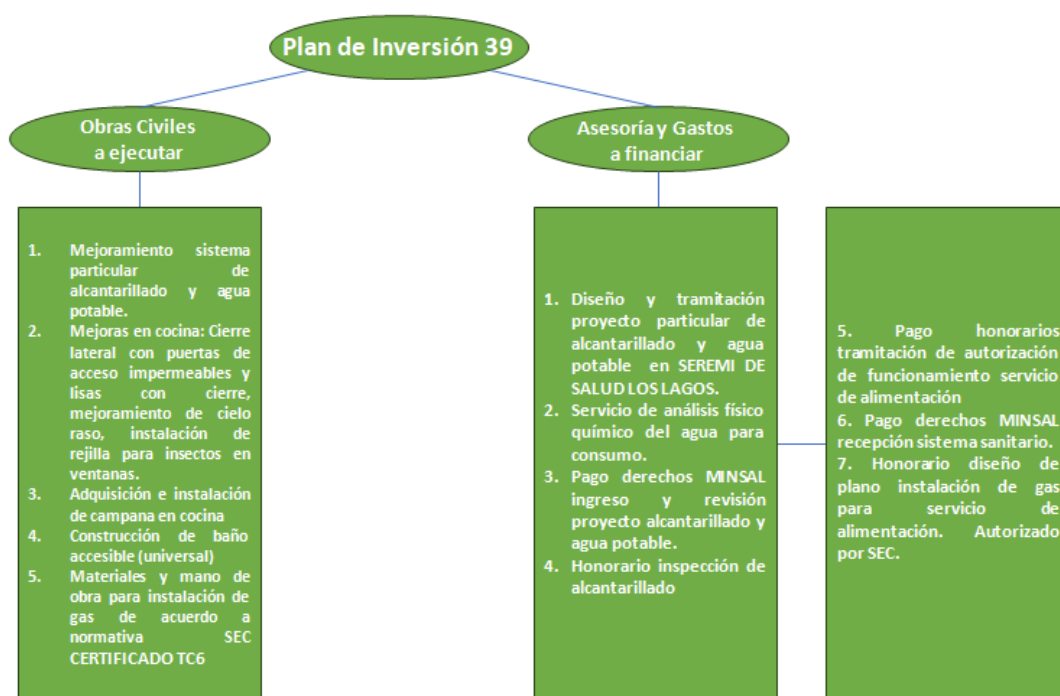 Plan de Inversión 39
Obras Civiles
a ejecutar
Asesoría y Gastos
a financiar
1. Mejoramiento sistema
particular de
alcantarillado y agua
potable.
2. Mejoras en cocina: Cierre
lateral con puertas de
acceso impermeables y
lisas con cierre,
mejoramiento de cielo
raso, instalación de
rejilla para insectos en
ventanas.
3. Adquisición e instalación
de campana en cocina
4. Construcción de baño
accesible (universal)
5. Materiales y mano de
obra para instalación de
gas de acuerdo a
normativa SEC
CERTIFICADO TC6
1. Diseño y tramitación
proyecto particular de
alcantarillado y agua
potable en SEREMI DE
SALUD LOS LAGOS.
2. Servicio de análisis físico
químico del agua para
consumo.
3. Pago derechos MINSAL
ingreso y revisión
proyecto alcantarillado y
agua potable.
4. Honorario inspección de
alcantarillado
5. Pago honorarios
tramitación de autorización
de funcionamiento servicio
de alimentación
6. Pago derechos MINSAL
recepción sistema sanitario.
7. Honorario diseño de
plano instalación de gas
para servicio de
alimentación. Autorizado
por SEC.